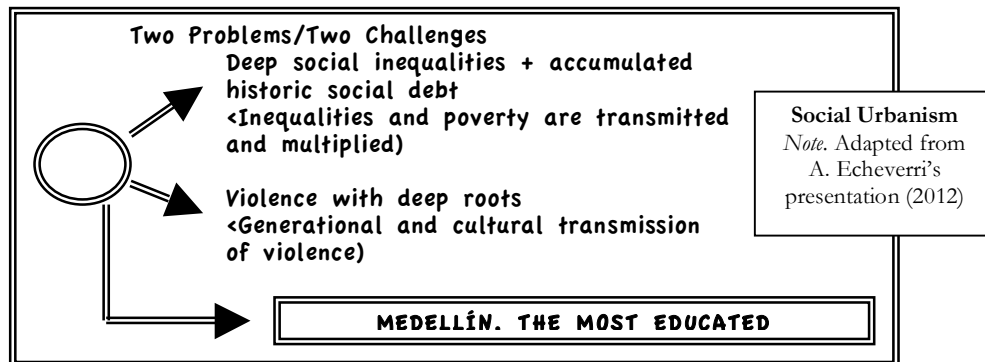 Two Problems/Two Challenges
Deep social inequalities + accumulated
historic social debt
<Inequalities and poverty are transmitted
and multiplied)
Violence with deep roots
<Generational and cultural transmission
of violence)
MEDELLÍN. THE MOST EDUCATED
Social Urbanism
Note. Adapted from
A. Echeverri's
presentation (2012)